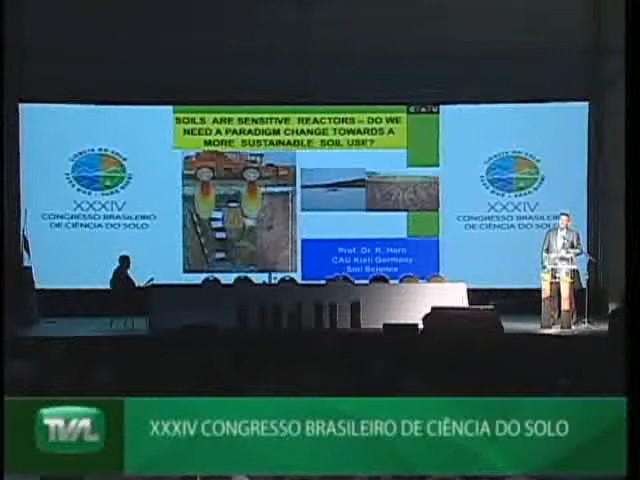 SOILS ARE SENSITIVE REACTORS – DO WE
NEED A PARADIGM CHANGE TOWARDS A
MORE SUSTAINABLE SOIL USE?
XXXIV
CONGRESSO BRASILEIRO
DE CIÊNCIA DO SOLO
XXXIV
CONGRESSO BRASILEIRO
DE CIÊNCIA DO SOLO
Prof. Dr. R. Horn
CAU Kiel/ Germany
Soil Science
TVAL
XXXIV CONGRESSO BRASILEIRO DE CIÊNCIA DO SOLO